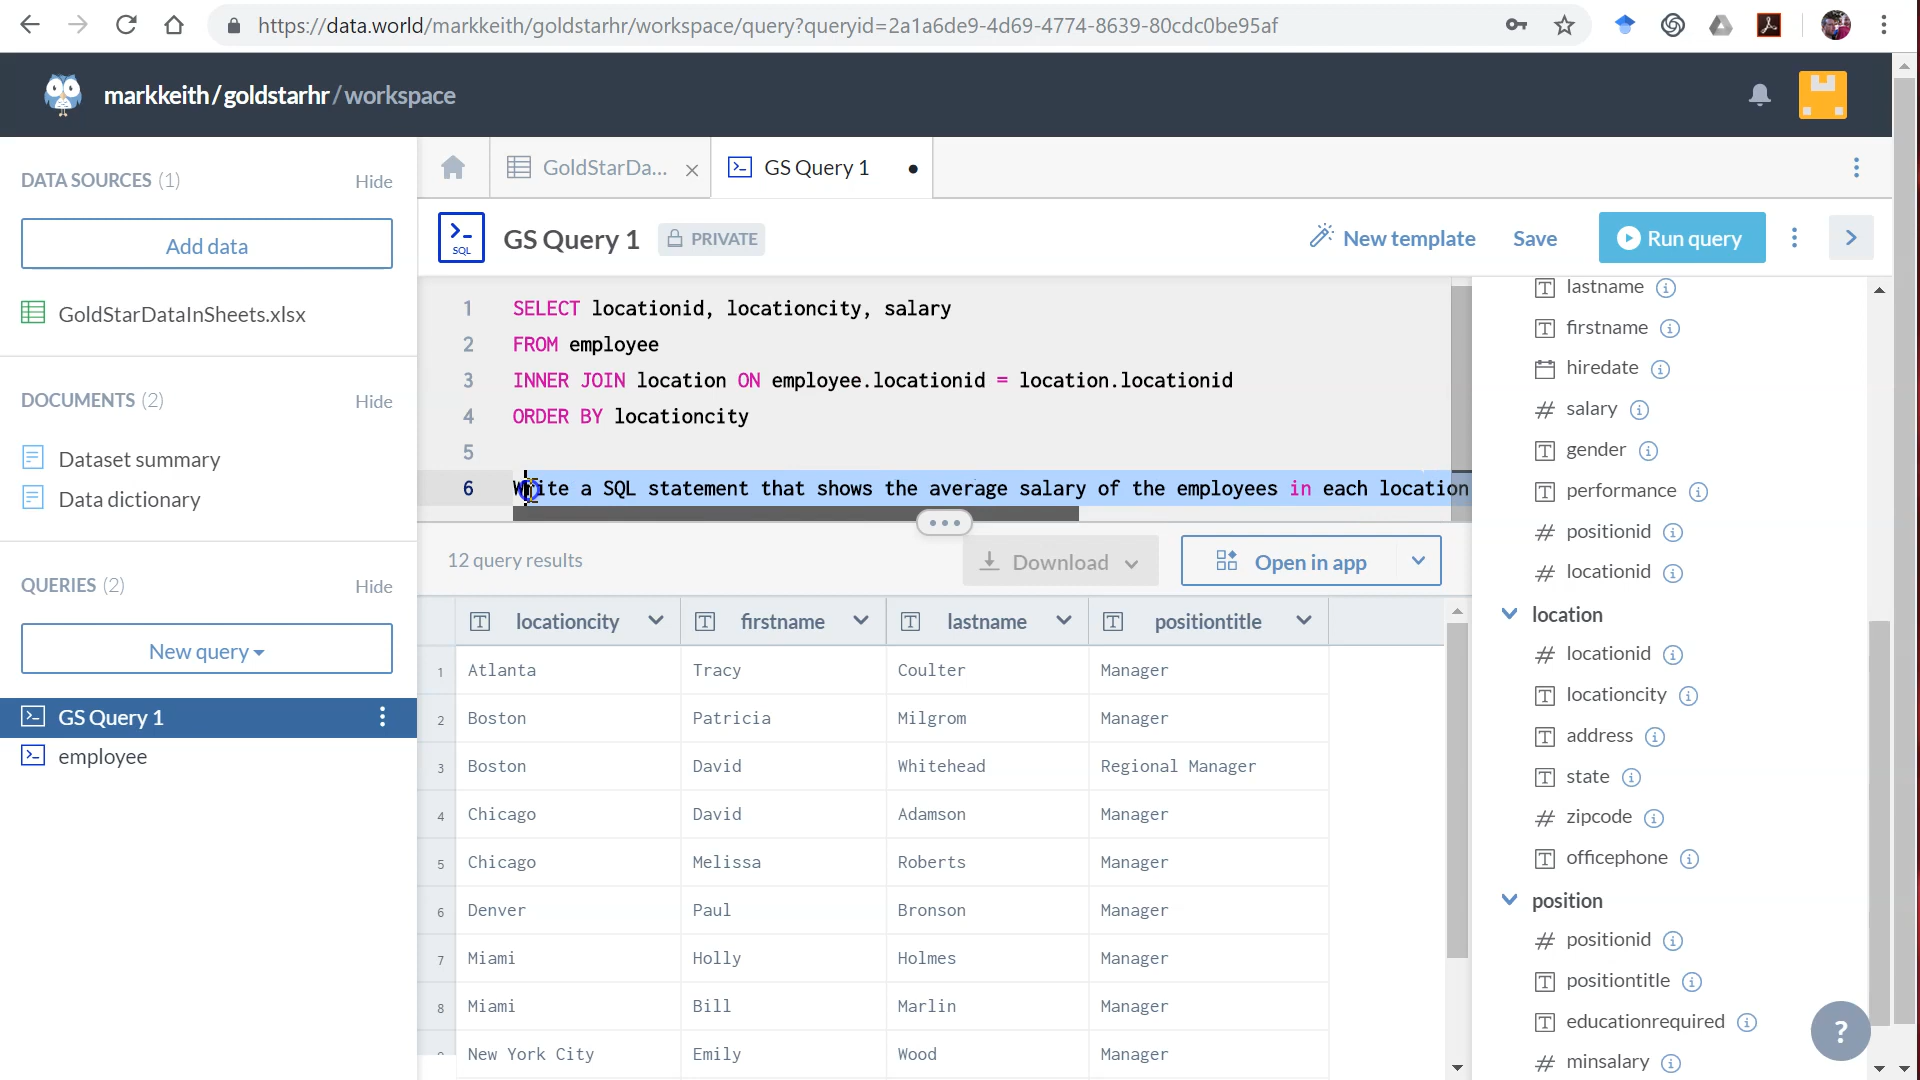 https://data.world/markkeith/goldstarhr/workspace/query?queryid=2a1a6de9-4d69-4774-8639-80cdc0be95af
markkeith/goldstarhr/workspace
DATA SOURCES (1) Hide
Add data
GoldStarDataInSheets.xlsx
DOCUMENTS (2) Hide
Dataset summary
Data dictionary
QUERIES (2) Hide
New query
GS Query 1
employee
GoldStarDa...
GS Query 1
SQL
GS Query 1 PRIVATE
New template Save Run query
1 SELECT locationid, locationcity, salary
2 FROM employee
3 INNER JOIN location ON employee.locationid = location.locationid
4 ORDER BY locationcity
5
6 Write a SQL statement that shows the average salary of the employees in each location
12 query results Download Open in app
locationcity firstname lastname positiontitle
1 Atlanta Tracy Coulter Manager
2 Boston Patricia Milgrom Manager
3 Boston David Whitehead Regional Manager
4 Chicago David Adamson Manager
5 Chicago Melissa Roberts Manager
6 Denver Paul Bronson Manager
7 Miami Holly Holmes Manager
8 Miami Bill Marlin Manager
New York City Emily Wood Manager
lastname
firstname
hiredate
# salary
gender
performance
# positionid
# locationid
location
# locationid
locationcity
address
state
# zipcode
officephone
position
# positionid
positiontitle
educationrequired
# minsalary
?